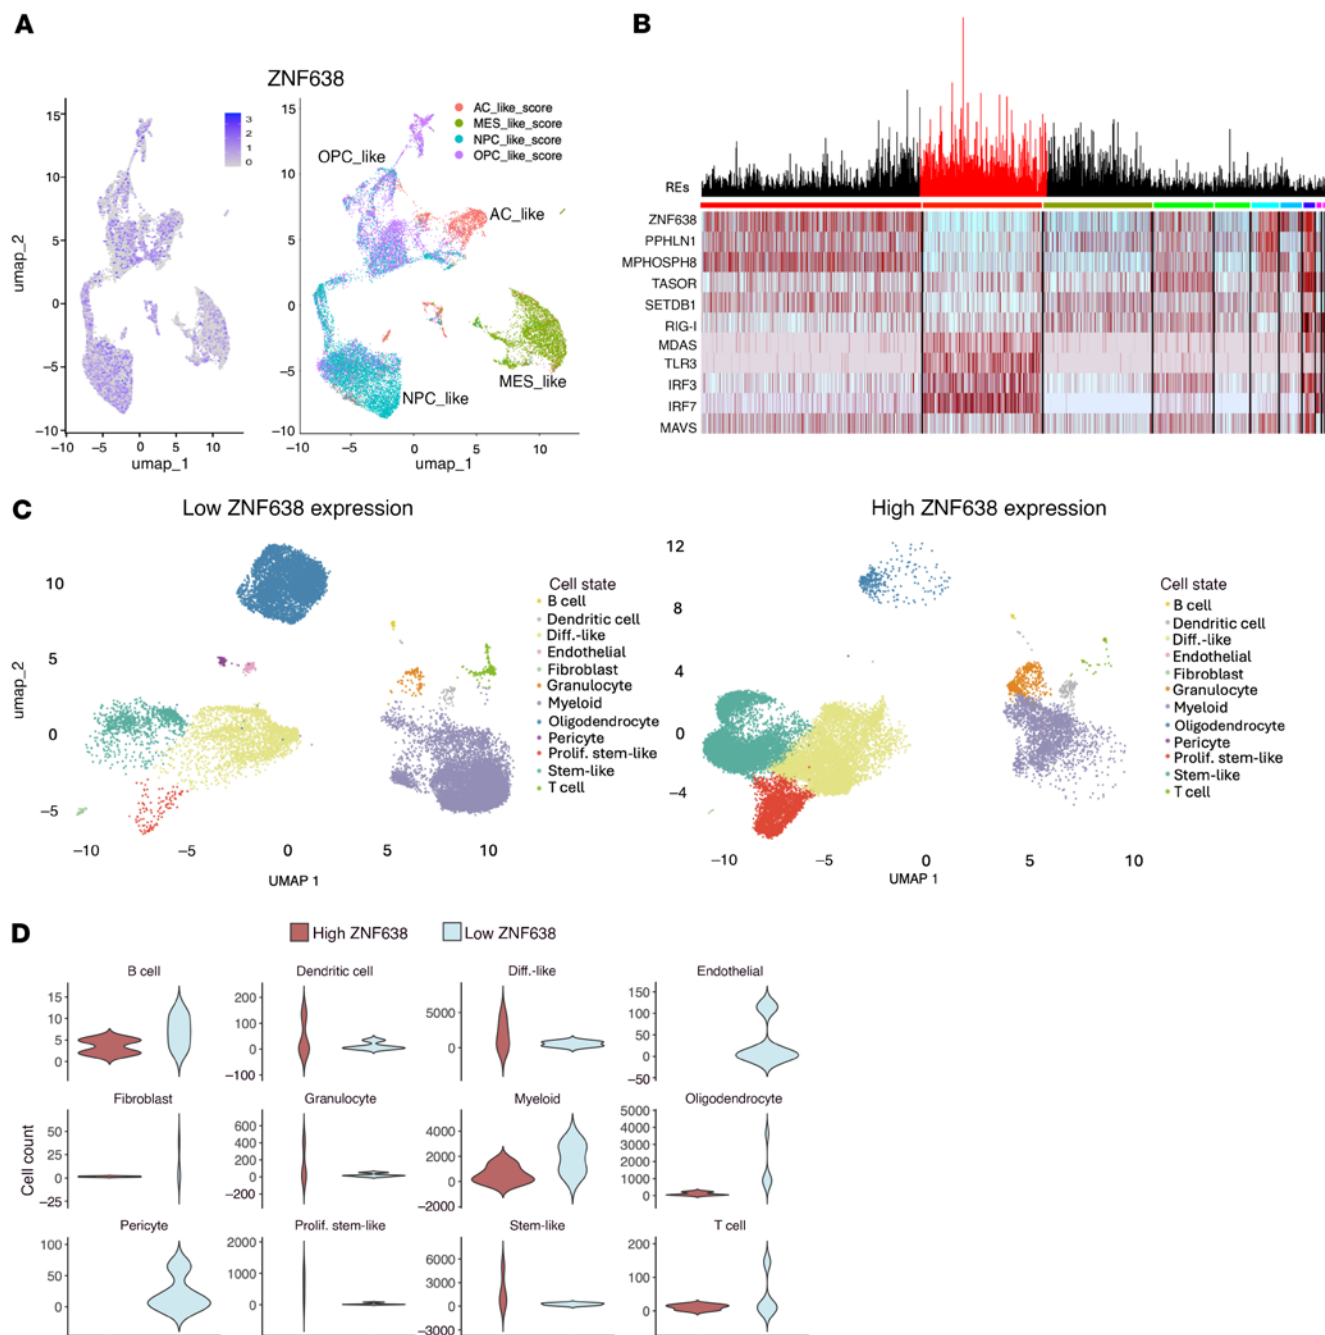 A
ZNF638
15
10
5
0
−5
−10
umap_2
3
2
1
0
−10
−5
0
5
10
umap_1
15
10
5
0
−5
−10
AC_like_score
MES_like_score
NPC_like_score
OPC_like_score
OPC_like
AC_like
MES_like
NPC_like
−5
0
5
10
umap_1
B
REs
ZNF638
PPHLN1
MPHOSPH8
TASOR
SETDB1
RIG-I
MDAS
TLR3
IRF3
IRF7
MAVS
C
Low ZNF638 expression
10
5
0
−5
umap_2
−10
−5
0
5
10
UMAP 1
Cell state
B cell
Dendritic cell
Diff.-like
Endothelial
Fibroblast
Granulocyte
Myeloid
Oligodendrocyte
Pericyte
Prolif. stem-like
Stem-like
T cell
High ZNF638 expression
12
8
4
0
−4
−10
−5
0
5
10
UMAP 1
Cell state
B cell
Dendritic cell
Diff.-like
Endothelial
Fibroblast
Granulocyte
Myeloid
Oligodendrocyte
Pericyte
Prolif. stem-like
Stem-like
T cell
D
High ZNF638
Low ZNF638
Cell count
B cell
15
10
5
0
Dendritic cell
200
100
0
−100
Diff.-like
5000
0
Endothelial
150
100
50
0
−50
Fibroblast
50
25
0
−25
Granulocyte
600
400
200
0
−200
Myeloid
4000
2000
0
−2000
Oligodendrocyte
5000
4000
3000
2000
1000
0
Pericyte
100
50
0
Prolif. stem-like
2000
1000
0
Stem-like
6000
3000
0
−3000
T cell
200
100
0